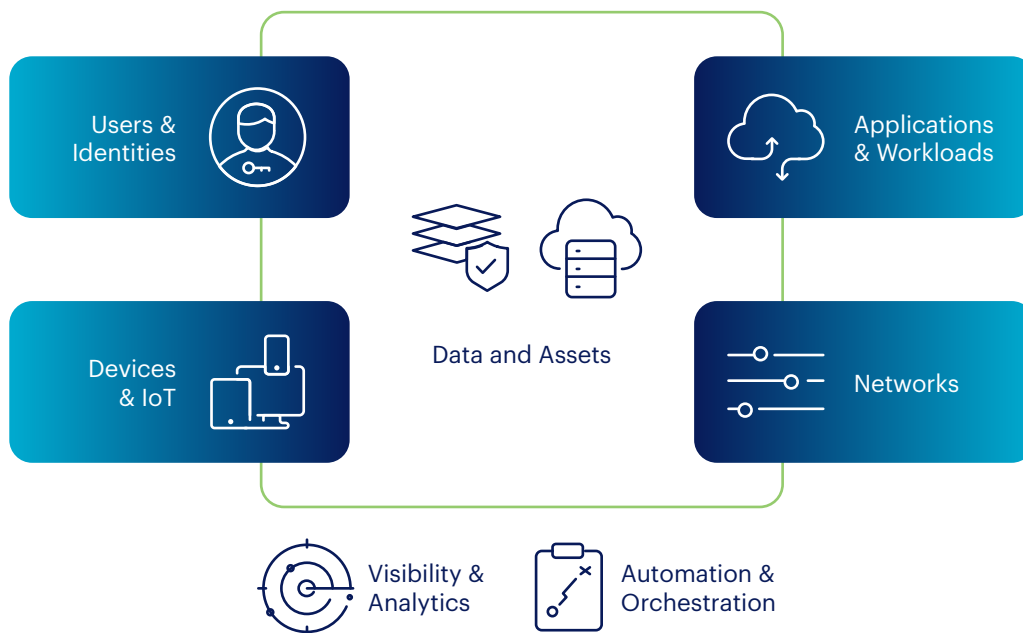 Users &
Identities
Applications
& Workloads
Devices
& IoT
Data and Assets
Networks
Visibility &
Analytics
Automation &
Orchestration